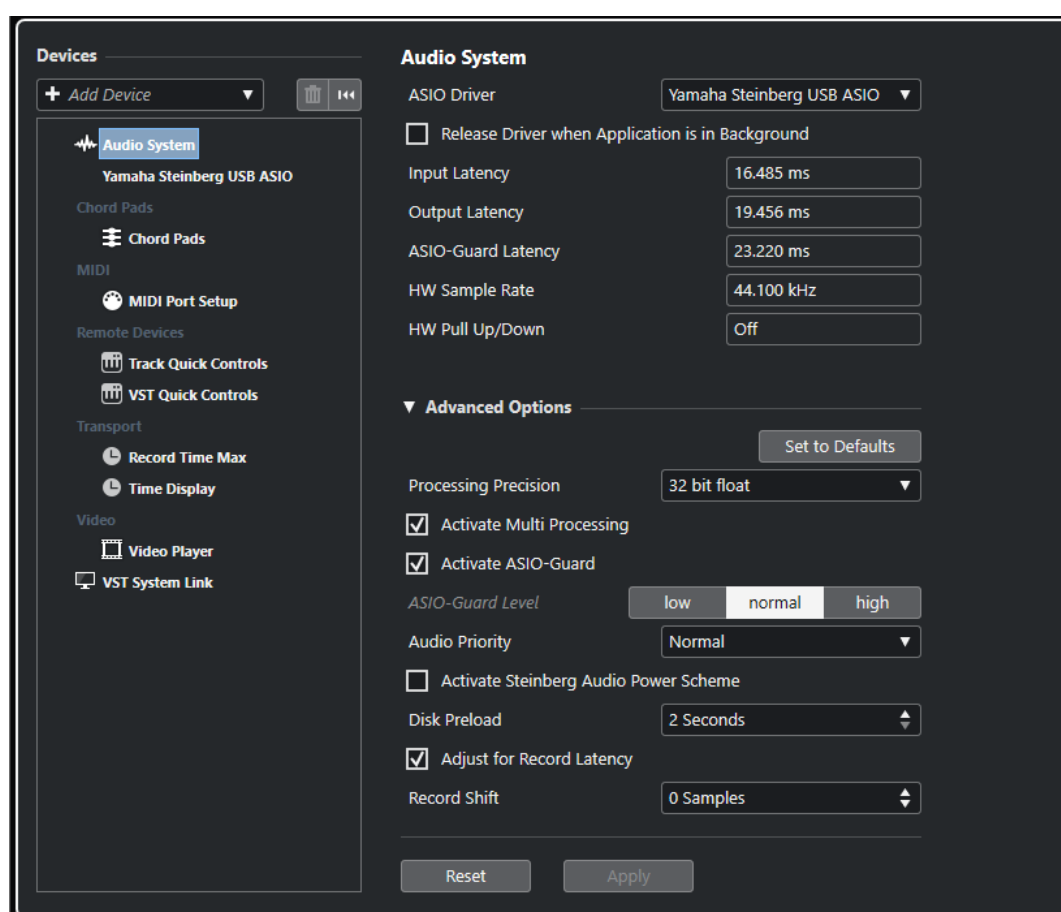 Devices
Add Device
Audio System
Yamaha Steinberg USB ASIO
Chord Pads
Chord Pads
MIDI
MIDI Port Setup
Remote Devices
Track Quick Controls
VST Quick Controls
Transport
Record Time Max
Time Display
Video
Video Player
VST System Link
Audio System
ASIO Driver Yamaha Steinberg USB ASIO
Release Driver when Application is in Background
Input Latency 16.485 ms
Output Latency 19.456 ms
ASIO-Guard Latency 23.220 ms
HW Sample Rate 44.100 kHz
HW Pull Up/Down Off
Advanced Options
Set to Defaults
Processing Precision 32 bit float
Activate Multi Processing
Activate ASIO-Guard
ASIO-Guard Level low normal high
Audio Priority Normal
Activate Steinberg Audio Power Scheme
Disk Preload 2 Seconds
Adjust for Record Latency
Record Shift 0 Samples
Reset Apply